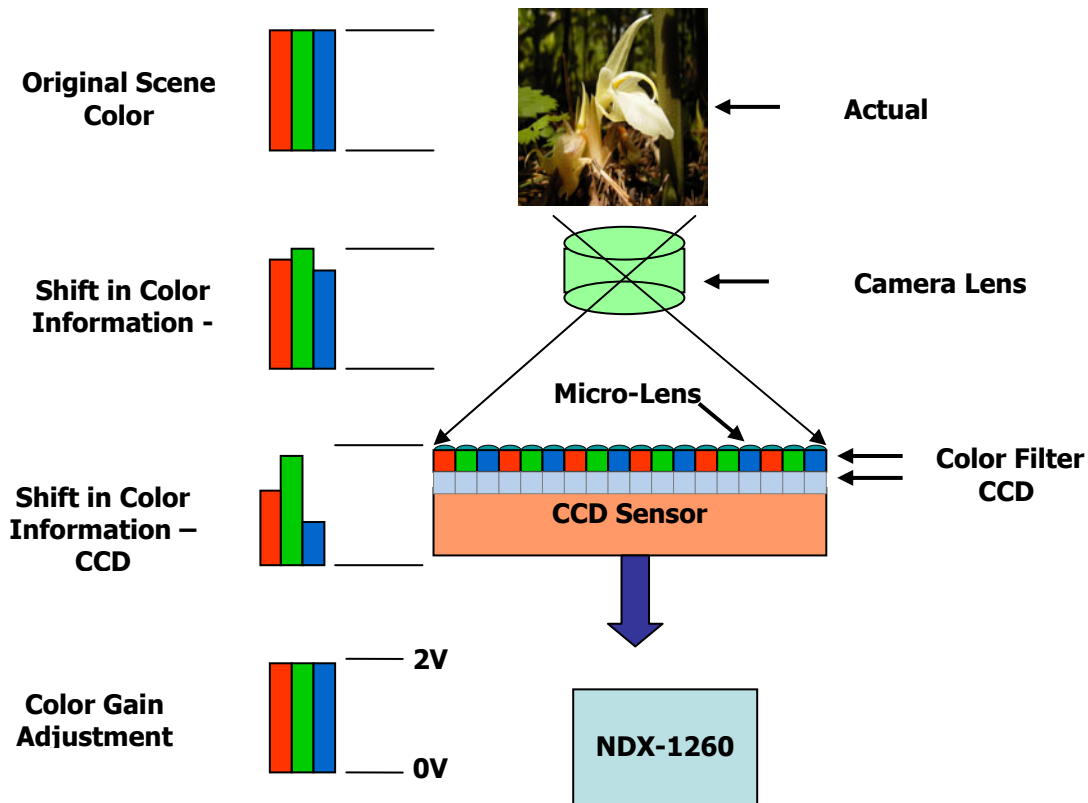 Original Scene
Color
Actual
Shift in Color
Information -
Camera Lens
Micro-Lens
Shift in Color
Information –
CCD
Color Filter
CCD
CCD Sensor
2V
Color Gain
Adjustment
0V
NDX-1260